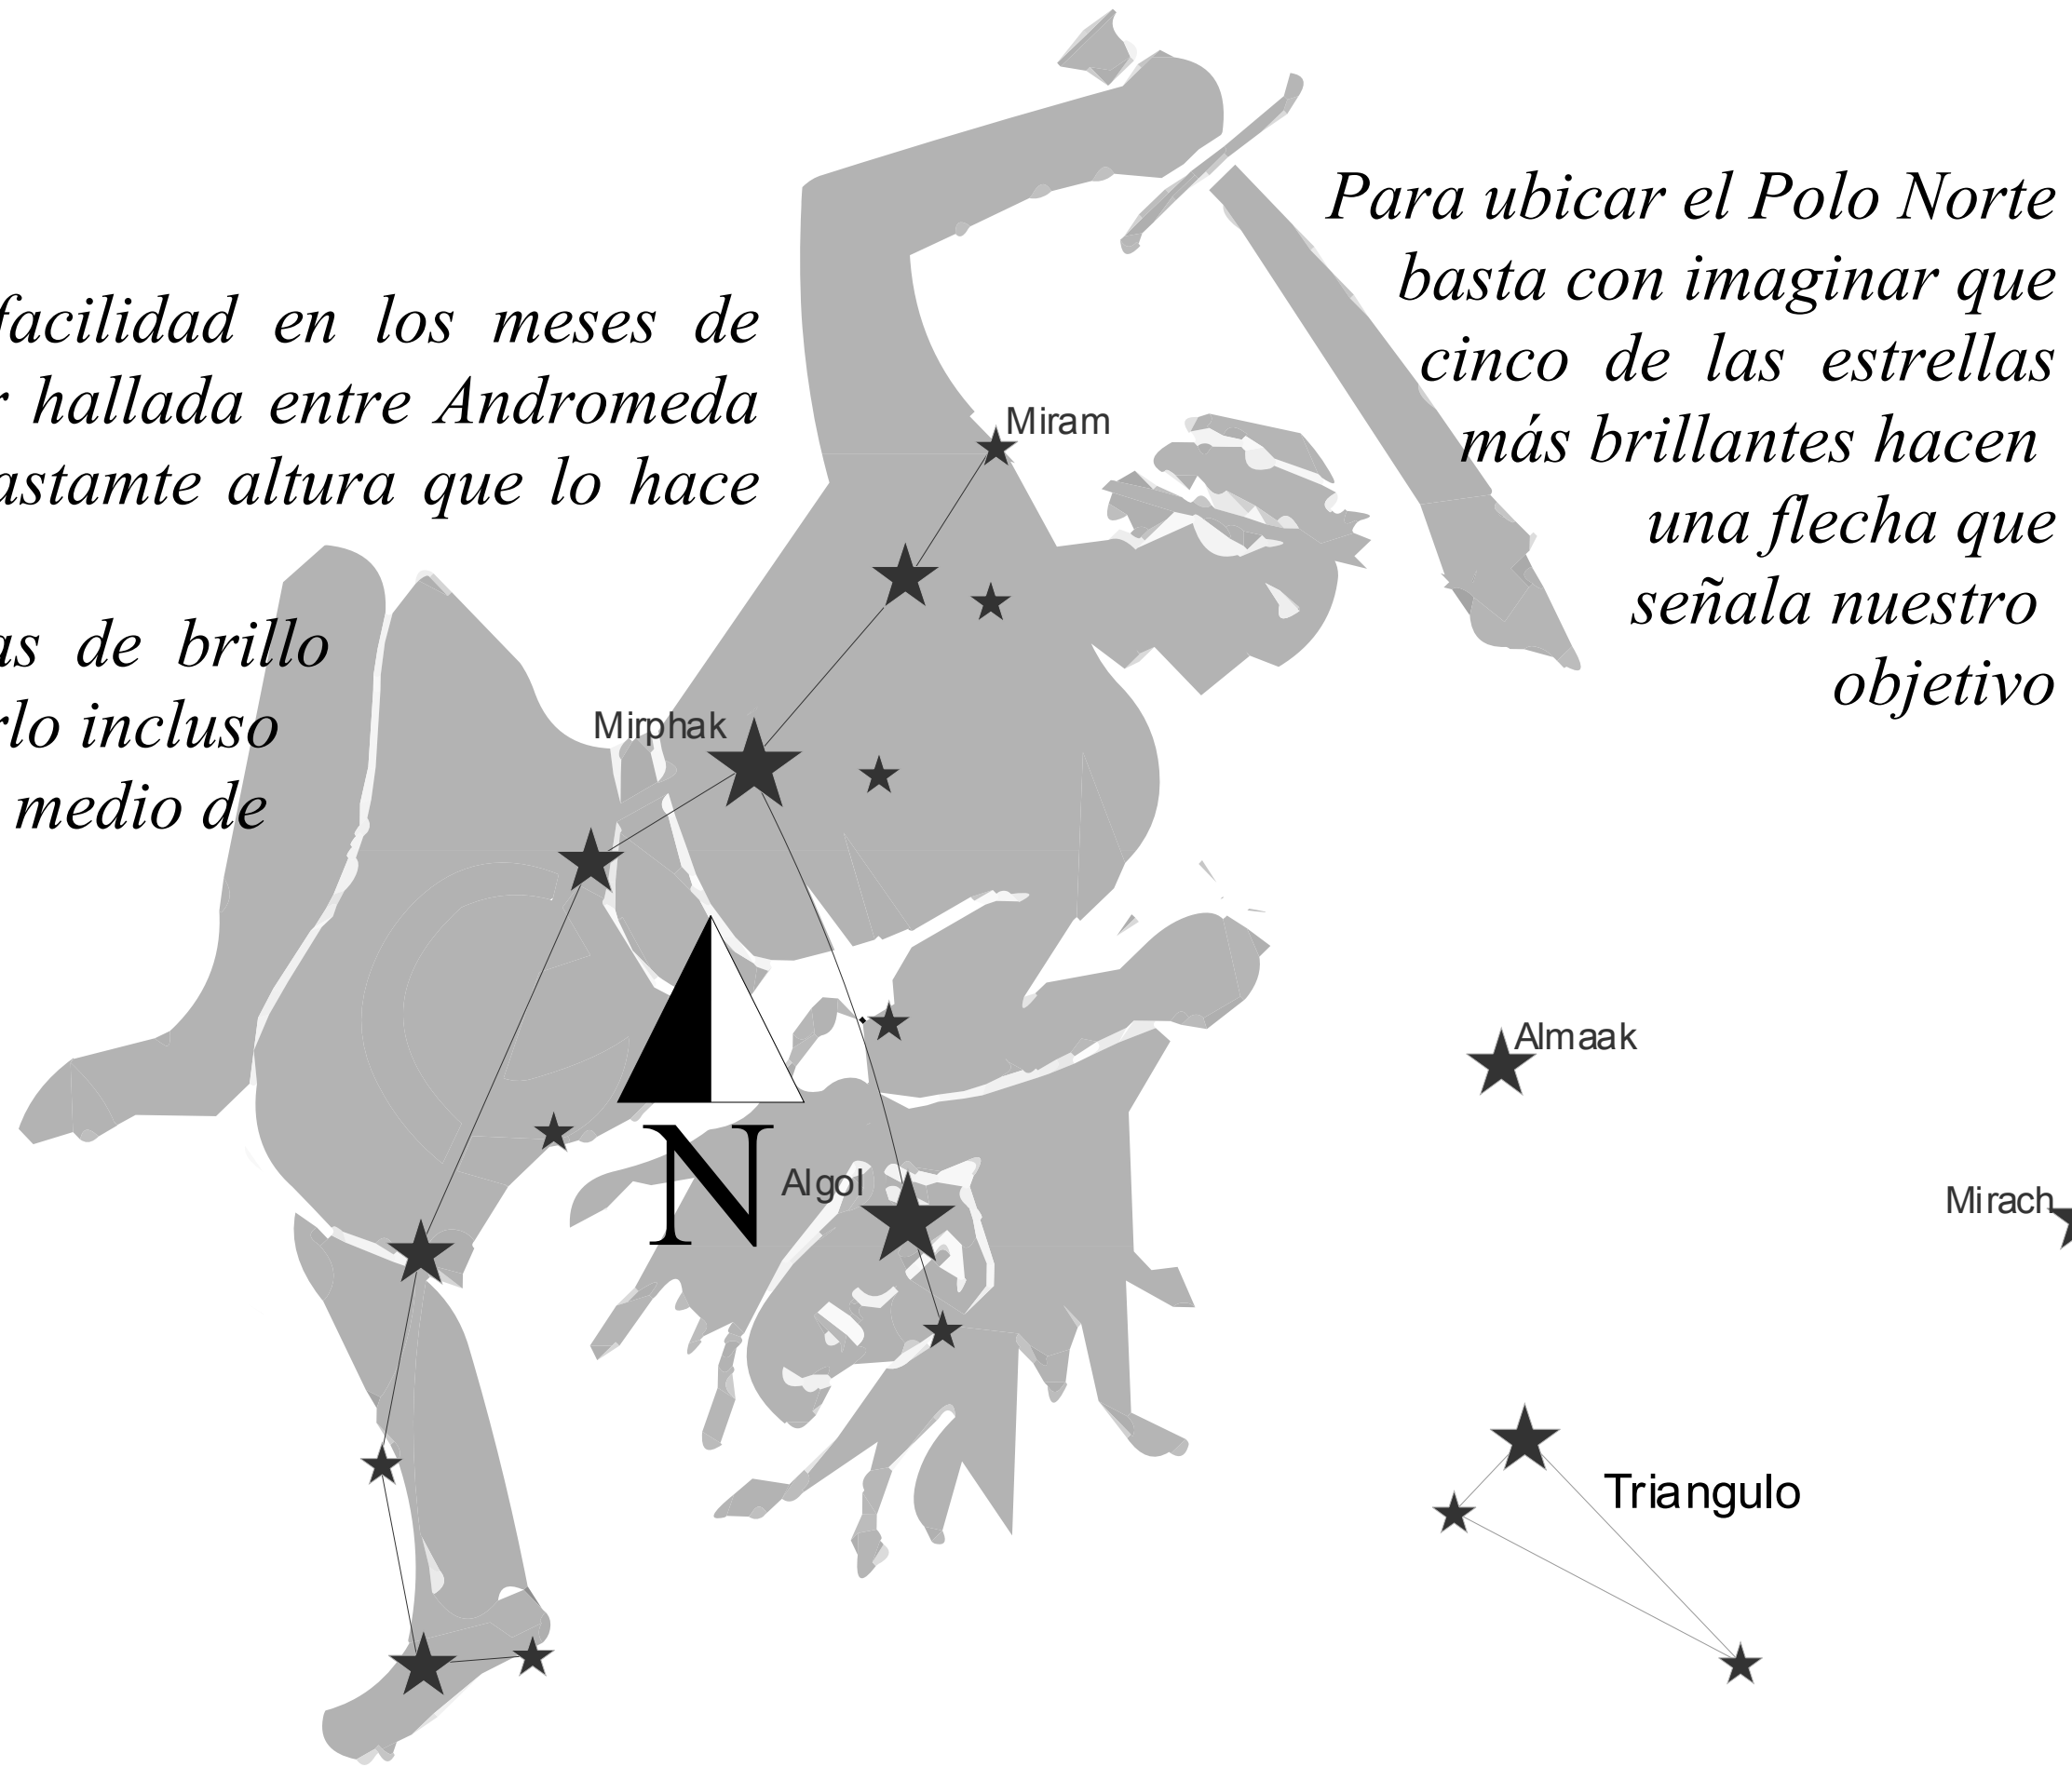 Para ubicar el Polo Norte
basta con imaginar que
cinco de las estrellas
más brillantes hacen
una flecha que
señala nuestro
objetivo
facilidad en los meses de
hallada entre Andromeda
astamte altura que lo hace
de brillo
rlo incluso
medio de
Miram
Mirphak
N
Algol
Almaak
Mirach
Triangulo